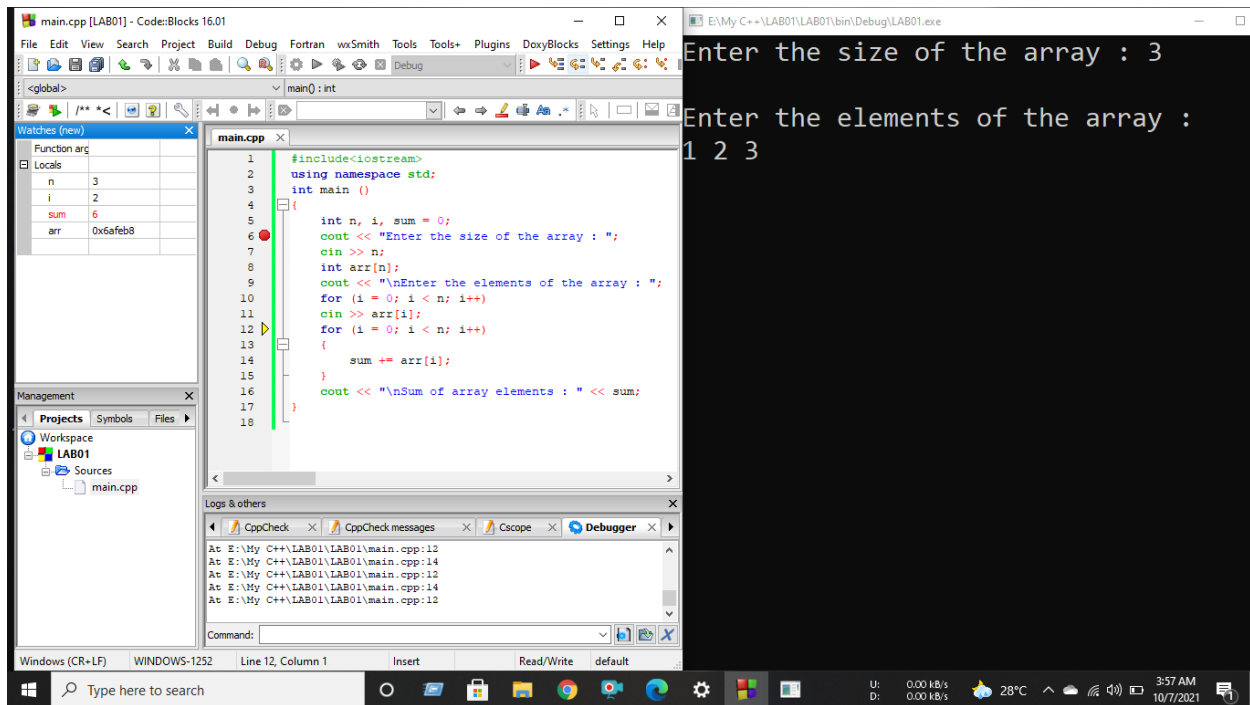 main.cpp [LAB01] - Code::Blocks 16.01
File Edit View Search Project Build Debug Fortran wxSmith Tools Tools+ Plugins DoxyBlocks Settings Help
Debug
<global>
main() : int
/** *<
Watches (new)
Function arg
Locals
n 3
i 2
sum 6
arr 0x6afeb8
main.cpp
1 #include<iostream>
2 using namespace std;
3 int main ()
4 {
5 int n, i, sum = 0;
6 cout << "Enter the size of the array : ";
7 cin >> n;
8 int arr[n];
9 cout << "\nEnter the elements of the array : ";
10 for (i = 0; i < n; i++)
11 cin >> arr[i];
12 for (i = 0; i < n; i++)
13 {
14 sum += arr[i];
15 }
16 cout << "\nSum of array elements : " << sum;
17 }
18
Management
Projects Symbols Files
Workspace
LAB01
Sources
main.cpp
Logs & others
CppCheck CppCheck messages Cscope Debugger
At E:\My C++\LAB01\LAB01\main.cpp:12
At E:\My C++\LAB01\LAB01\main.cpp:14
At E:\My C++\LAB01\LAB01\main.cpp:12
At E:\My C++\LAB01\LAB01\main.cpp:14
At E:\My C++\LAB01\LAB01\main.cpp:12
Command:
Windows (CR+LF) WINDOWS-1252 Line 12, Column 1 Insert Read/Write default
E:\My C++\LAB01\LAB01\bin\Debug\LAB01.exe
Enter the size of the array : 3
Enter the elements of the array :
1 2 3
Type here to search
U: 0.00 kB/s
D: 0.00 kB/s
28°C
3:57 AM
10/7/2021
1